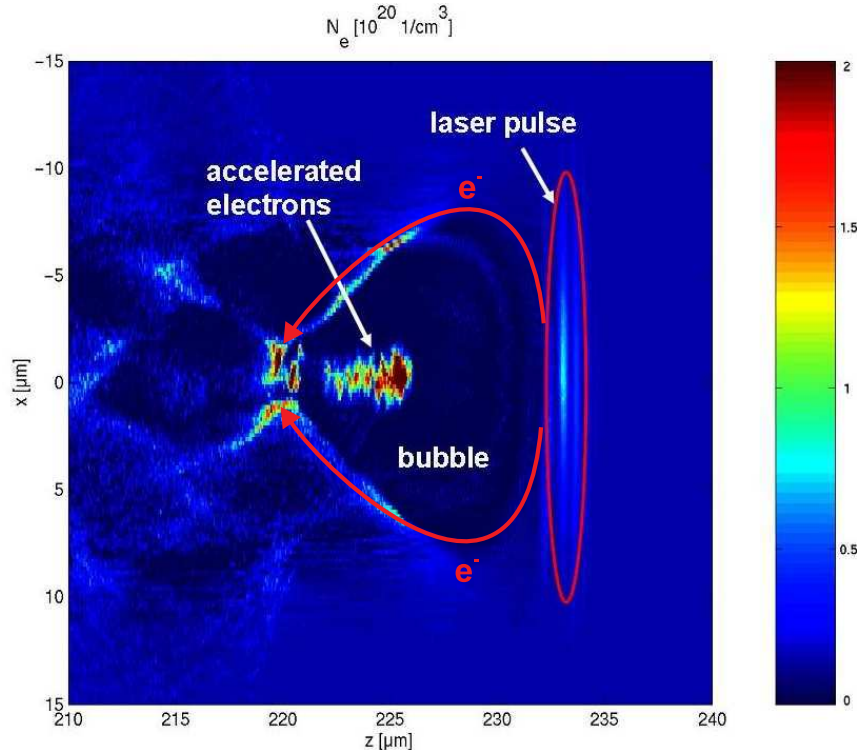 N_e [10^20 1/cm^3]
-15
-10
-5
0
5
10
15
x [µm]
210
215
220
225
230
235
240
z [µm]
laser pulse
accelerated
electrons
e^-
bubble
e^-
2
1.5
1
0.5
0